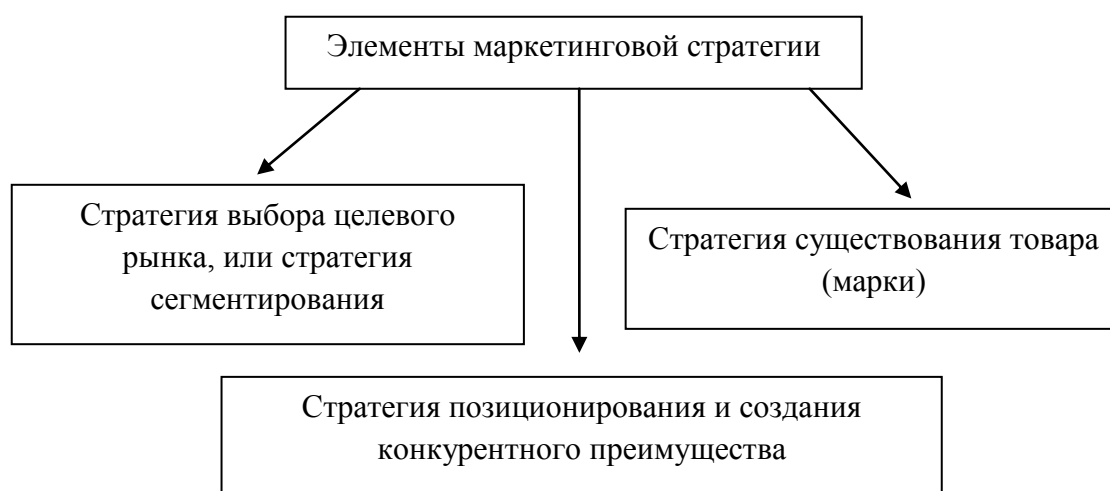 Элементы маркетинговой стратегии
Стратегия выбора целевого
рынка, или стратегия
сегментирования
Стратегия существования товара
(марки)
Стратегия позиционирования и создания
конкурентного преимущества